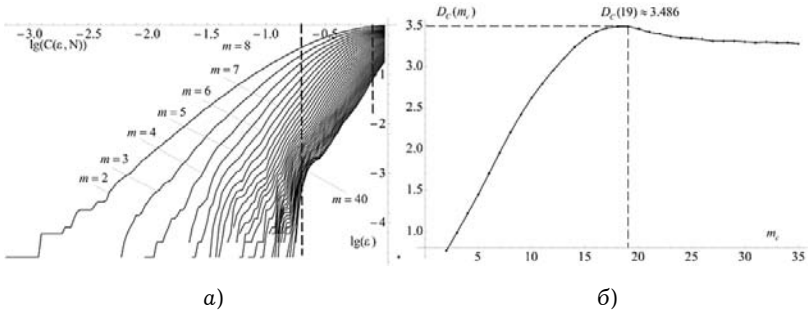 −3.0 −2.5 −2.0 −1.5 −1.0 −0.5
lg(C(ε, N))
m = 8
m = 7
m = 6
m = 5
m = 4
m = 3
m = 2
m = 40
−2
−3
−4
lg(ε)
а)
D_C(m_c)
D_C(19) ≈ 3.486
3.5
3.0
2.5
2.0
1.5
1.0
m_c
5 10 15 20 25 30 35
б)